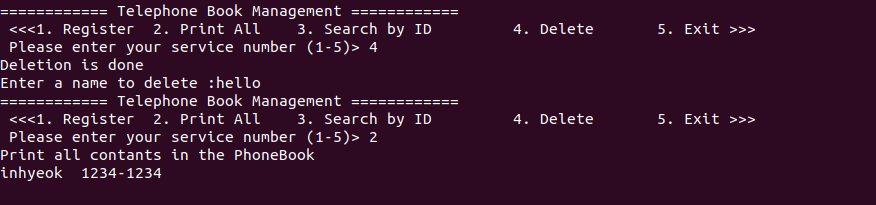 ============ Telephone Book Management ============
<<<1. Register  2. Print All    3. Search by ID         4. Delete       5. Exit >>>
Please enter your service number (1-5)> 4
Deletion is done
Enter a name to delete :hello
============ Telephone Book Management ============
<<<1. Register  2. Print All    3. Search by ID         4. Delete       5. Exit >>>
Please enter your service number (1-5)> 2
Print all contants in the PhoneBook
inhyeok  1234-1234